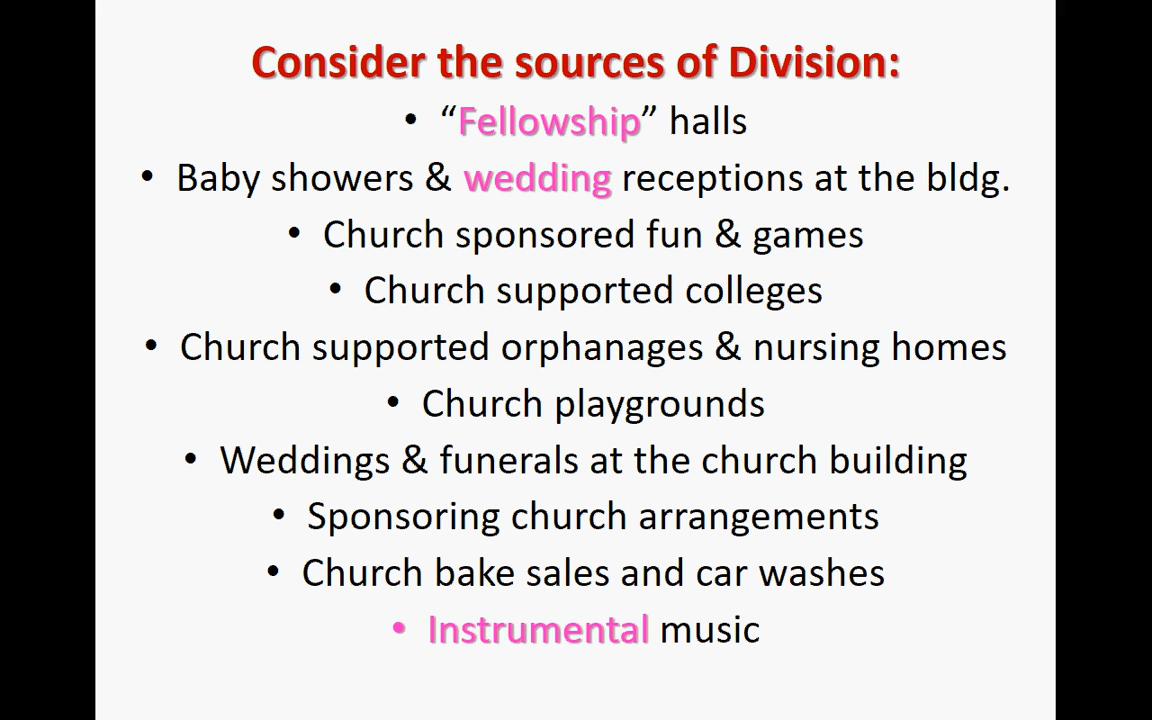 Consider the sources of Division:
• “Fellowship” halls
• Baby showers & wedding receptions at the bldg.
• Church sponsored fun & games
• Church supported colleges
• Church supported orphanages & nursing homes
• Church playgrounds
• Weddings & funerals at the church building
• Sponsoring church arrangements
• Church bake sales and car washes
• Instrumental music